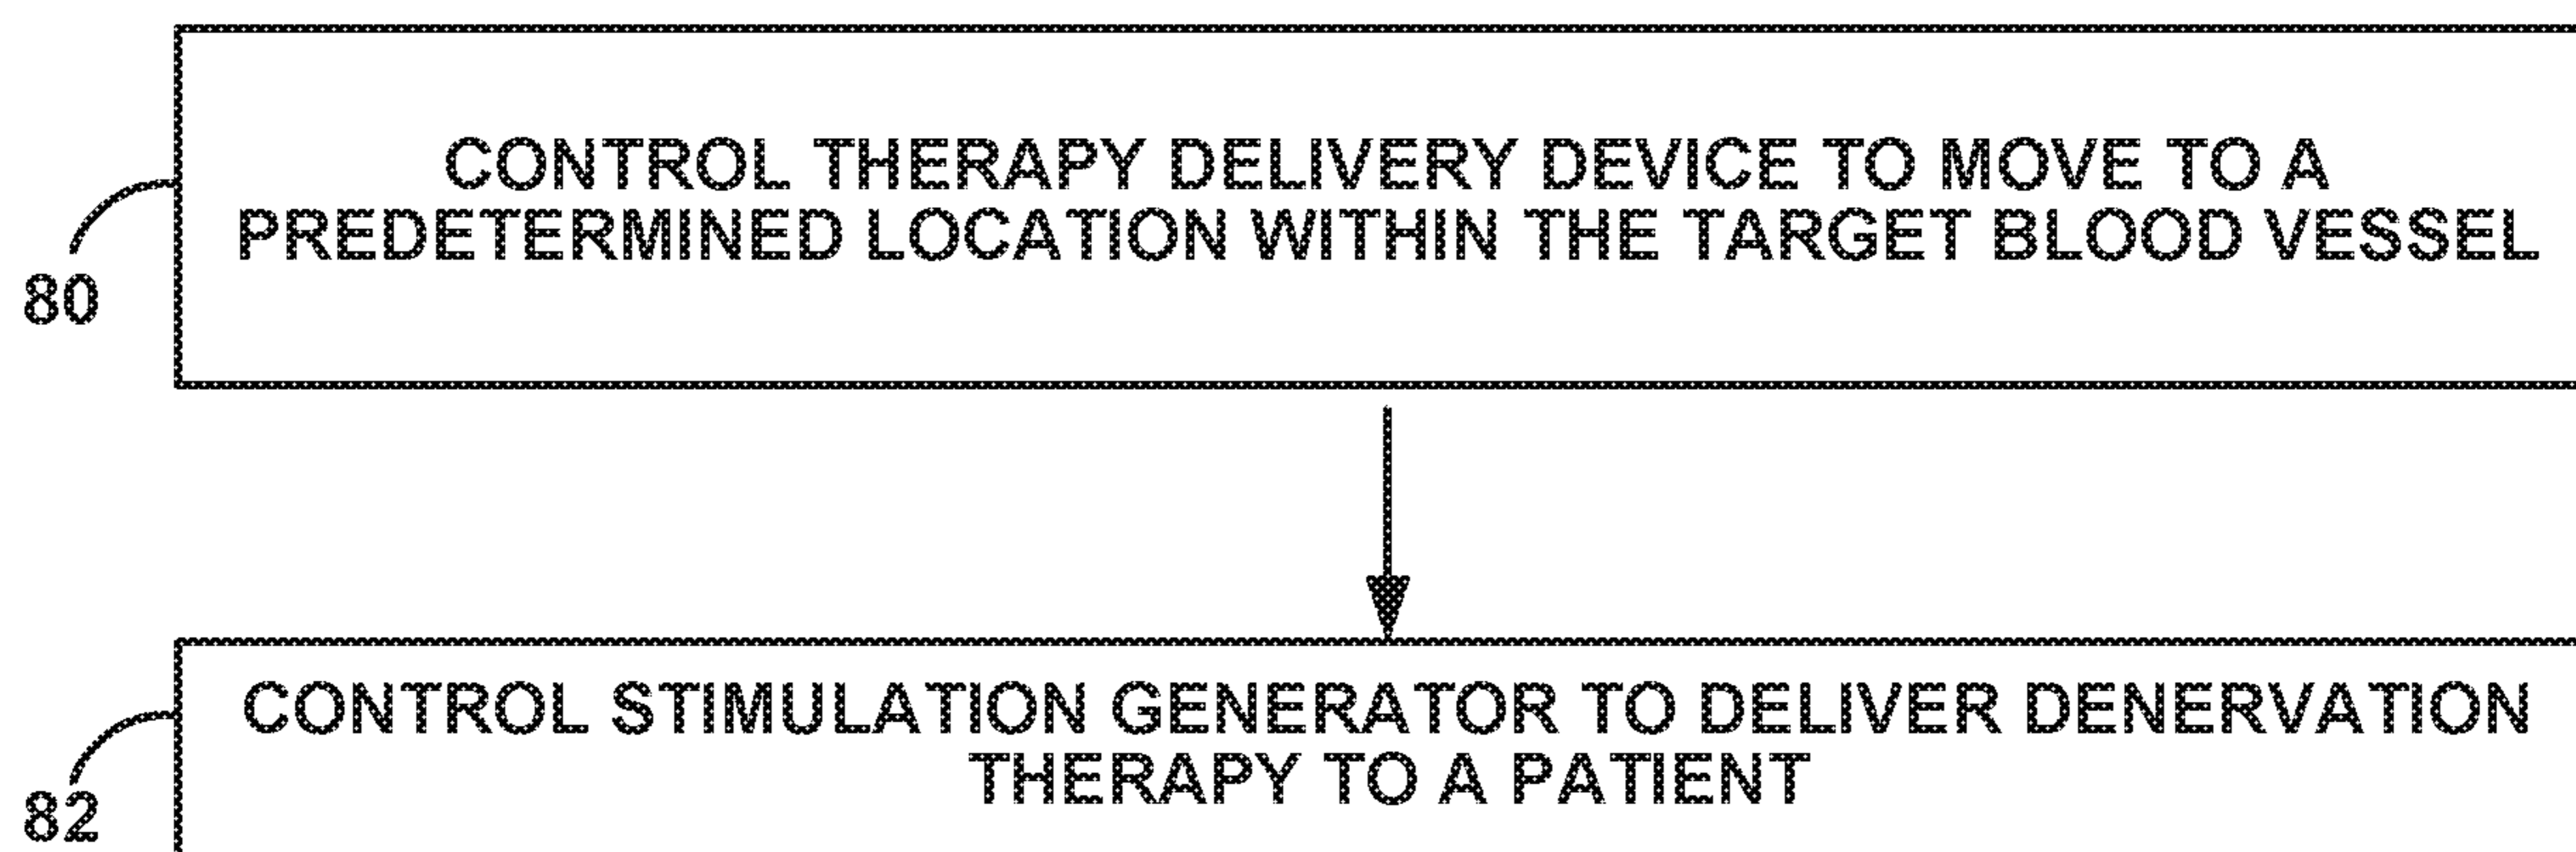 CONTROL THERAPY DELIVERY DEVICE TO MOVE TO A
PREDETERMINED LOCATION WITHIN THE TARGET BLOOD VESSEL
80
CONTROL STIMULATION GENERATOR TO DELIVER DENERVATION
THERAPY TO A PATIENT
82